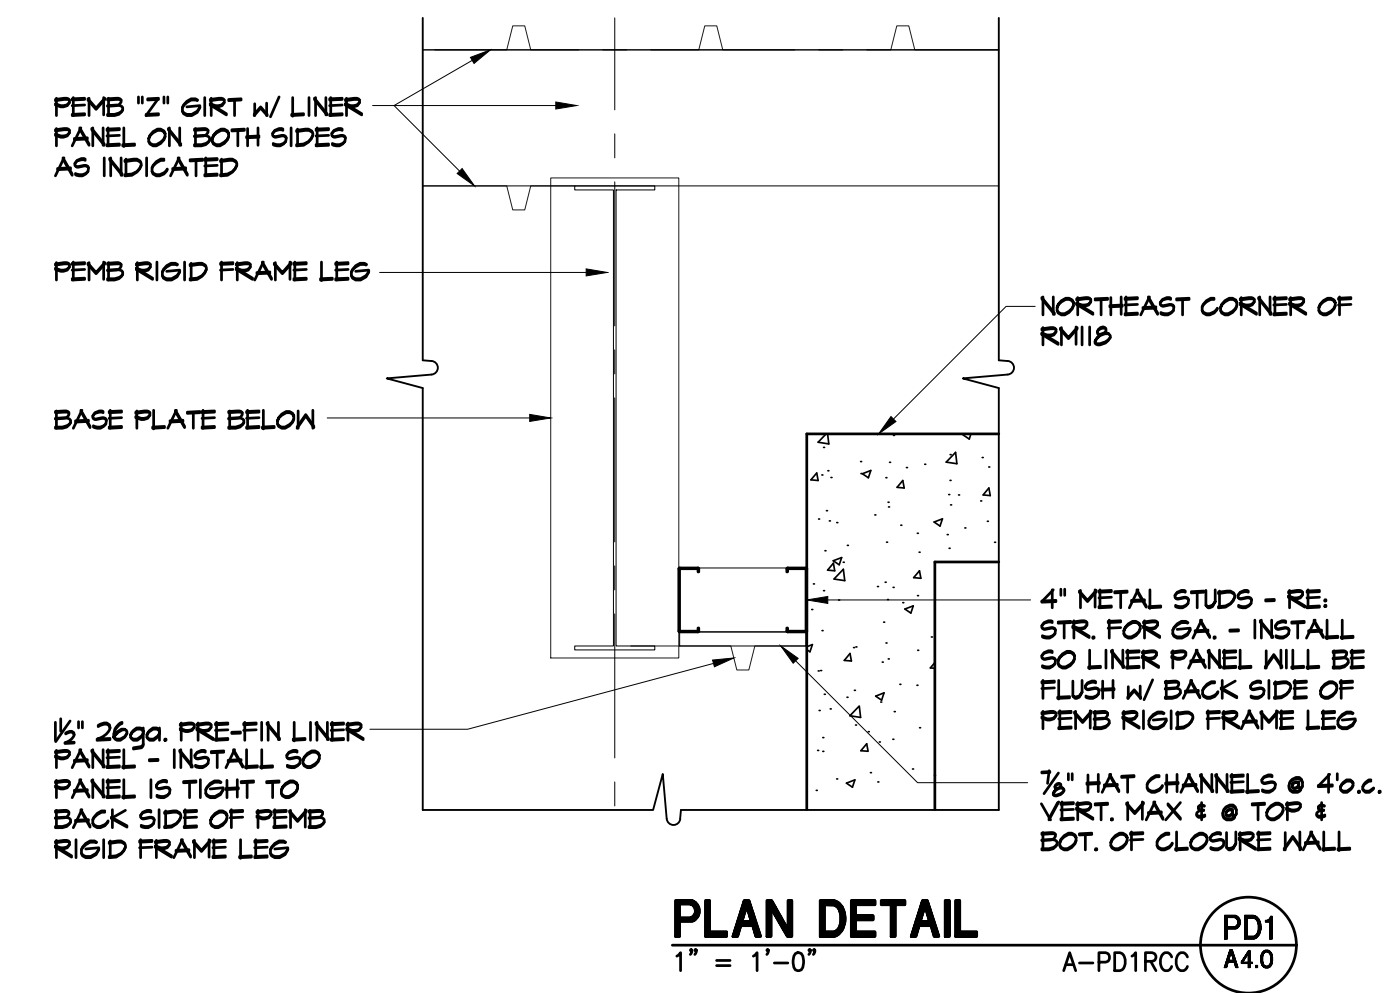 PEMB "Z" GIRT w/ LINER
PANEL ON BOTH SIDES
AS INDICATED
PEMB RIGID FRAME LEG
NORTHEAST CORNER OF
RM118
BASE PLATE BELOW
4" METAL STUDS - RE:
STR. FOR GA. - INSTALL
SO LINER PANEL WILL BE
FLUSH w/ BACK SIDE OF
PEMB RIGID FRAME LEG
1½" 26ga. PRE-FIN LINER
PANEL - INSTALL SO
PANEL IS TIGHT TO
BACK SIDE OF PEMB
RIGID FRAME LEG
⅞" HAT CHANNELS @ 4'o.c.
VERT. MAX & @ TOP &
BOT. OF CLOSURE WALL
PLAN DETAIL
1" = 1'-0"
A-PD1RCC
PD1
A4.0